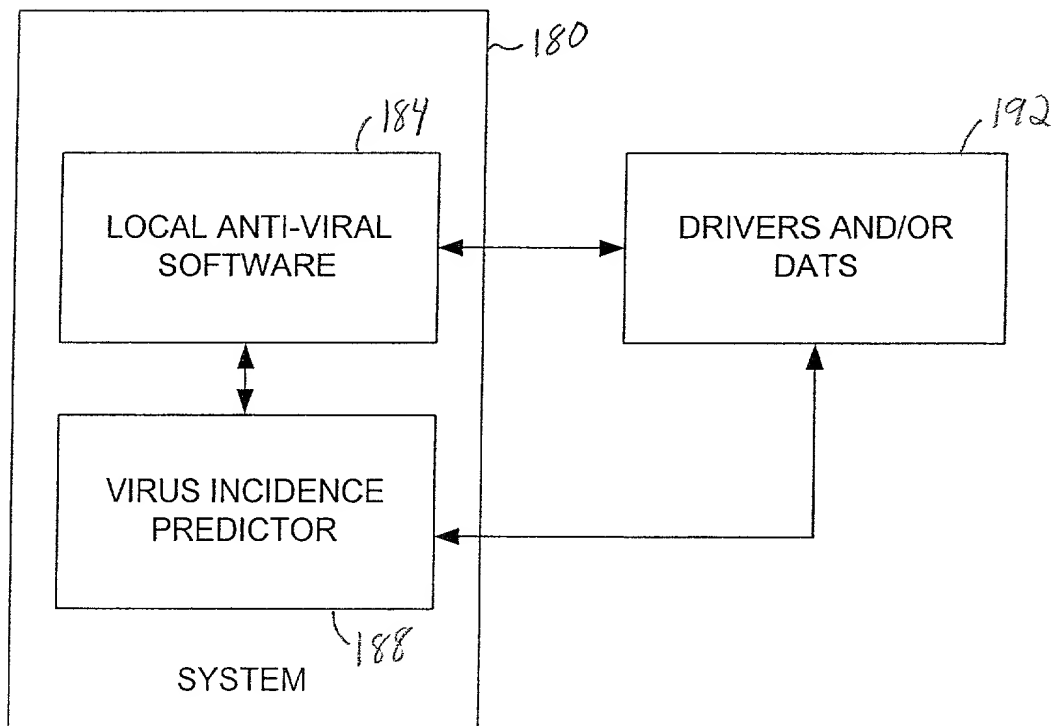 180
184
192
LOCAL ANTI-VIRAL
SOFTWARE
DRIVERS AND/OR
DATS
VIRUS INCIDENCE
PREDICTOR
188
SYSTEM